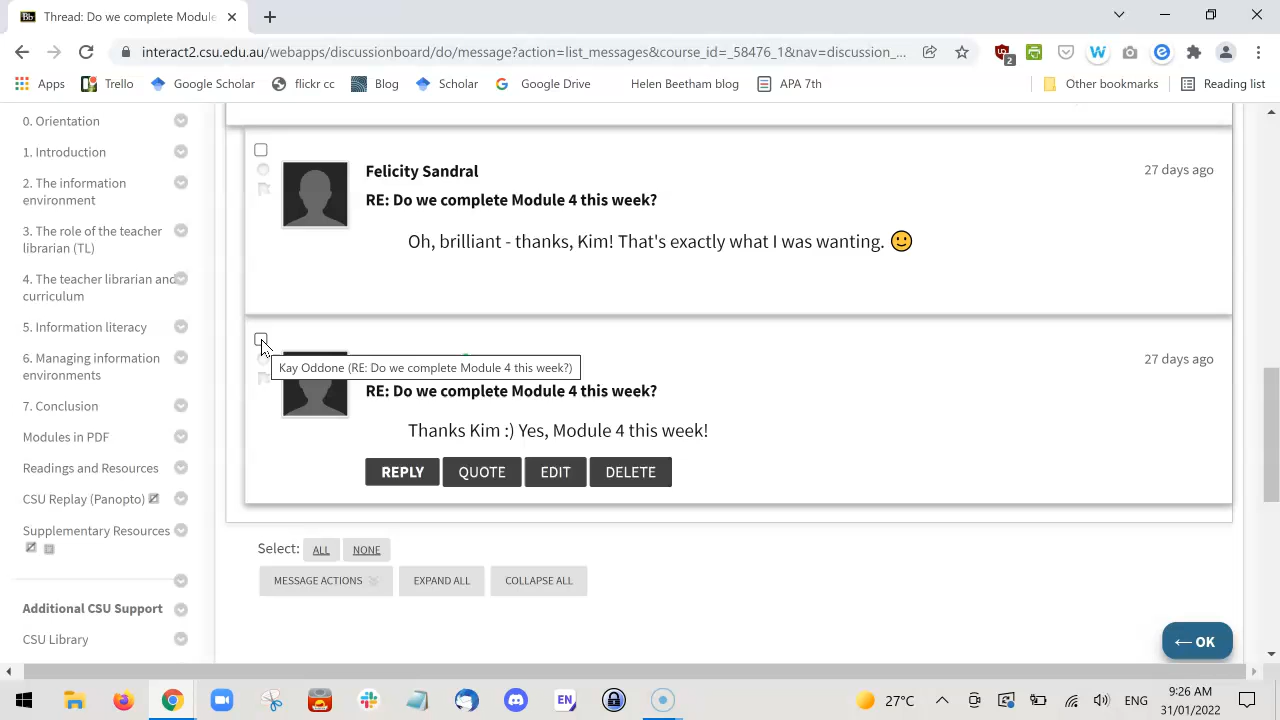 Thread: Do we complete Module
interact2.csu.edu.au/webapps/discussionboard/do/message?action=list_messages&course_id=_58476_1&nav=discussion_...
2
Apps
Trello
Google Scholar
flickr cc
Blog
Scholar
Google Drive
Helen Beetham blog
APA 7th
Other bookmarks
Reading list
0. Orientation
1. Introduction
2. The information
environment
3. The role of the teacher
librarian (TL)
4. The teacher librarian and
curriculum
5. Information literacy
6. Managing information
environments
7. Conclusion
Modules in PDF
Readings and Resources
CSU Replay (Panopto)
Supplementary Resources
Additional CSU Support
CSU Library
Felicity Sandral
27 days ago
RE: Do we complete Module 4 this week?
Oh, brilliant - thanks, Kim! That's exactly what I was wanting.
27 days ago
Kay Oddone (RE: Do we complete Module 4 this week?)
RE: Do we complete Module 4 this week?
Thanks Kim :) Yes, Module 4 this week!
REPLY QUOTE EDIT DELETE
Select: ALL NONE
MESSAGE ACTIONS EXPAND ALL COLLAPSE ALL
← OK
EN
27°C
ENG
9:26 AM
31/01/2022